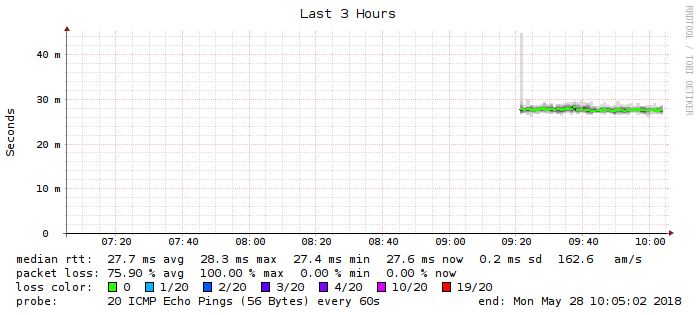 Last 3 Hours
RRDTOOL / TOBI OETIKER
Seconds
40 m
30 m
20 m
10 m
0
07:20 07:40 08:00 08:20 08:40 09:00 09:20 09:40 10:00
median rtt: 27.7 ms avg 28.3 ms max 27.4 ms min 27.6 ms now 0.2 ms sd 162.6 am/s
packet loss: 75.90 % avg 100.00 % max 0.00 % min 0.00 % now
loss color: 0 1/20 2/20 3/20 4/20 10/20 19/20
probe: 20 ICMP Echo Pings (56 Bytes) every 60s end: Mon May 28 10:05:02 2018